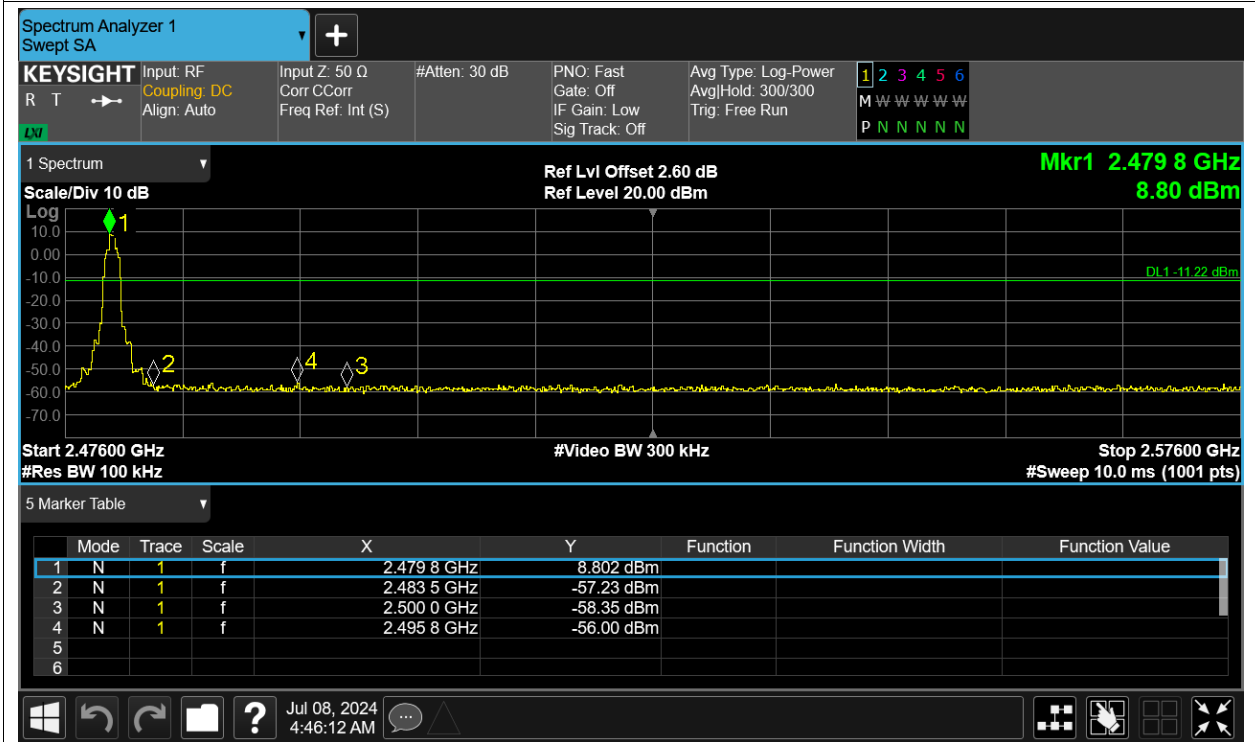 Spectrum Analyzer 1
Swept SA
+
KEYSIGHT Input: RF Input Z: 50 Ω #Atten: 30 dB PNO: Fast Avg Type: Log-Power 1 2 3 4 5 6
R T Coupling: DC Corr CCorr Gate: Off Avg|Hold: 300/300 M W W W W W W
Align: Auto Freq Ref: Int (S) IF Gain: Low Trig: Free Run
LXI Sig Track: Off P N N N N N N
1 Spectrum Ref Lvl Offset 2.60 dB Mkr1 2.479 8 GHz
Scale/Div 10 dB Ref Level 20.00 dBm 8.80 dBm
Log
1
10.0
0.00
-10.0 DL1 -11.22 dBm
-20.0
-30.0
-40.0
2 4 3
-50.0
-60.0
-70.0
Start 2.47600 GHz #Video BW 300 kHz Stop 2.57600 GHz
#Res BW 100 kHz #Sweep 10.0 ms (1001 pts)
5 Marker Table
Mode Trace Scale X Y Function Function Width Function Value
1 N 1 f 2.479 8 GHz 8.802 dBm
2 N 1 f 2.483 5 GHz -57.23 dBm
3 N 1 f 2.500 0 GHz -58.35 dBm
4 N 1 f 2.495 8 GHz -56.00 dBm
5
6
? Jul 08, 2024
4:46:12 AM